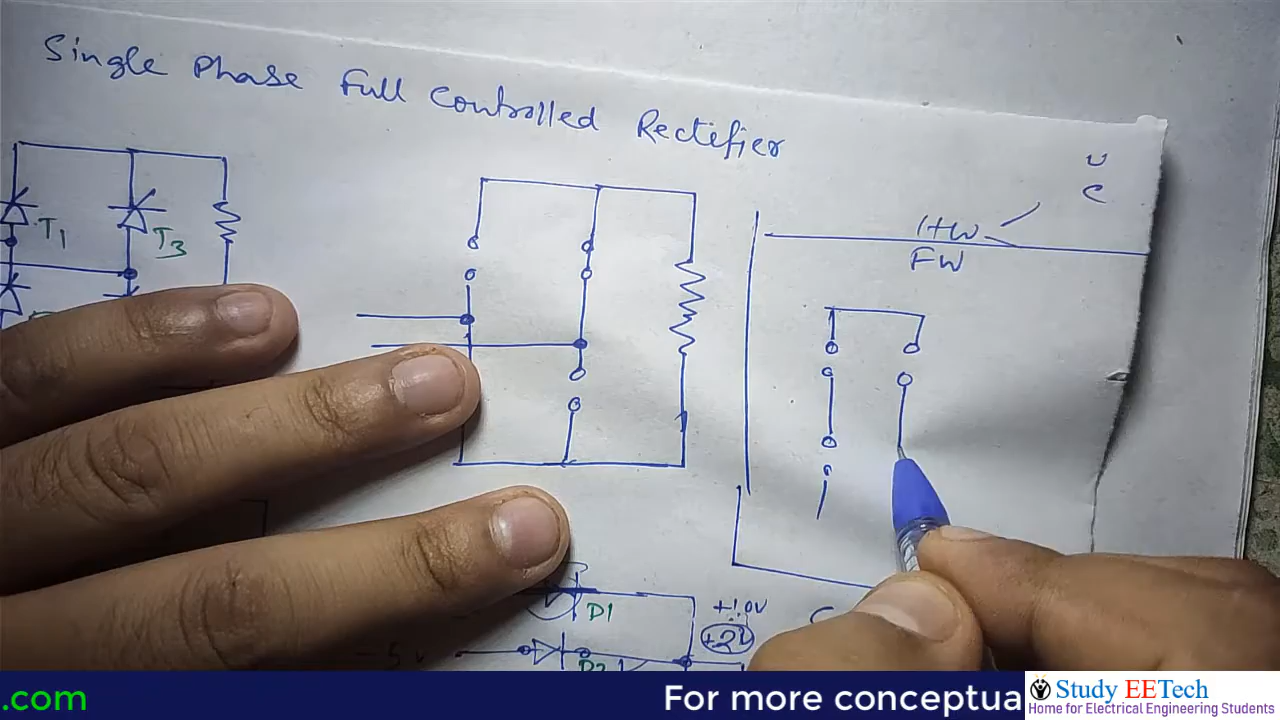 Single Phase Full Controlled Rectifier
U
C
HW
FW
T1
T3
D1
+1.0V
+2V
-5V
D2
.com
For more conceptua
Study EETech
Home for Electrical Engineering Students